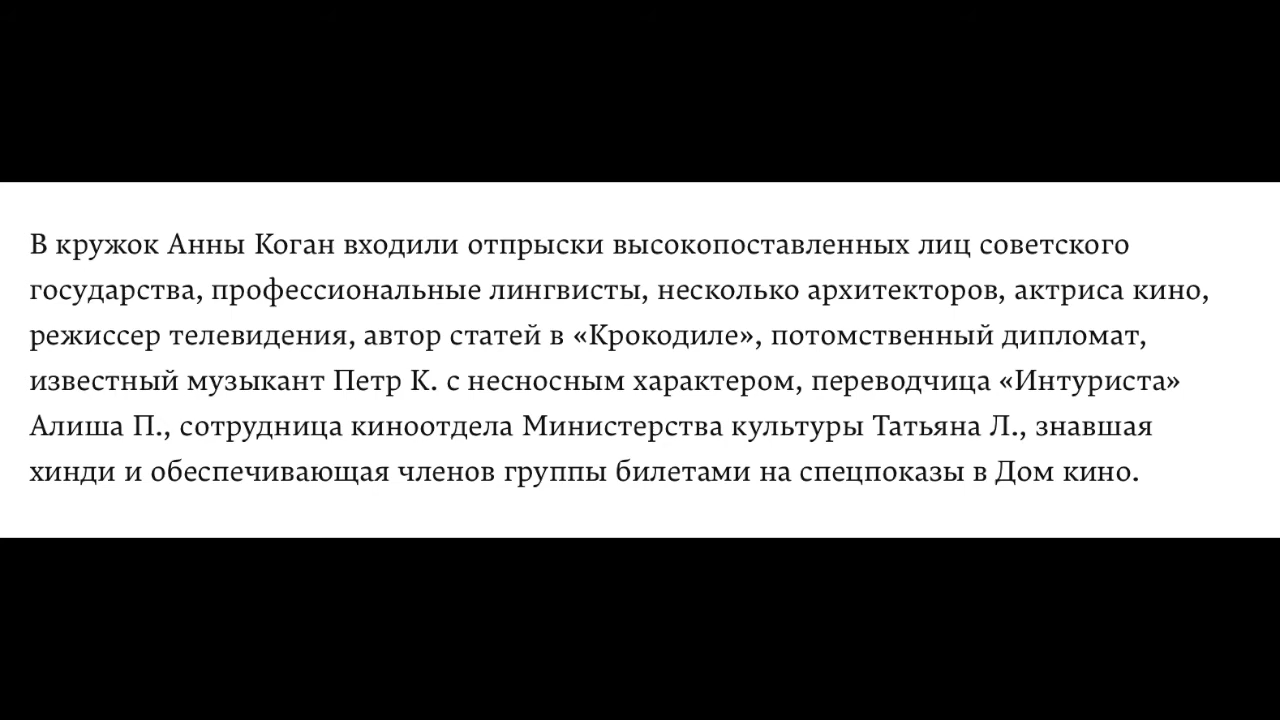 В кружок Анны Коган входили отпрыски высокопоставленных лиц советского
государства, профессиональные лингвисты, несколько архитекторов, актриса кино,
режиссер телевидения, автор статей в «Крокодиле», потомственный дипломат,
известный музыкант Петр К. с несносным характером, переводчица «Интуриста»
Алиша П., сотрудница киноотдела Министерства культуры Татьяна Л., знавшая
хинди и обеспечивающая членов группы билетами на спецпоказы в Дом кино.